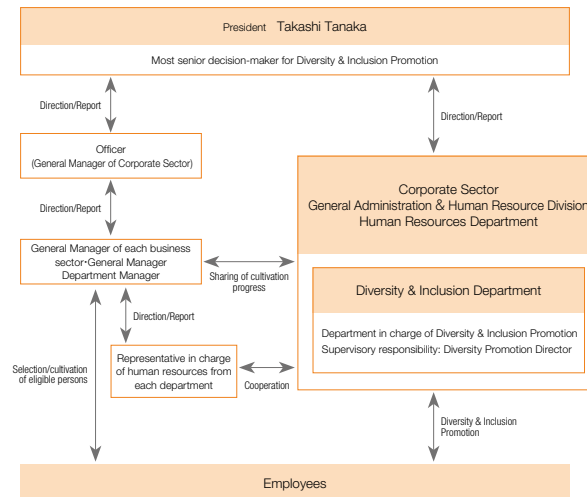 President Takashi Tanaka
Most senior decision-maker for Diversity & Inclusion Promotion
Direction/Report
Direction/Report
Officer
(General Manager of Corporate Sector)
Direction/Report
Corporate Sector
General Administration & Human Resource Division
Human Resources Department
General Manager of each business
sector・General Manager
Department Manager
Sharing of cultivation
progress
Diversity & Inclusion Department
Department in charge of Diversity & Inclusion Promotion
Supervisory responsibility: Diversity Promotion Director
Direction/Report
Selection/cultivation
of eligible persons
Representative in charge
of human resources from
each department
Cooperation
Diversity & Inclusion
Promotion
Employees